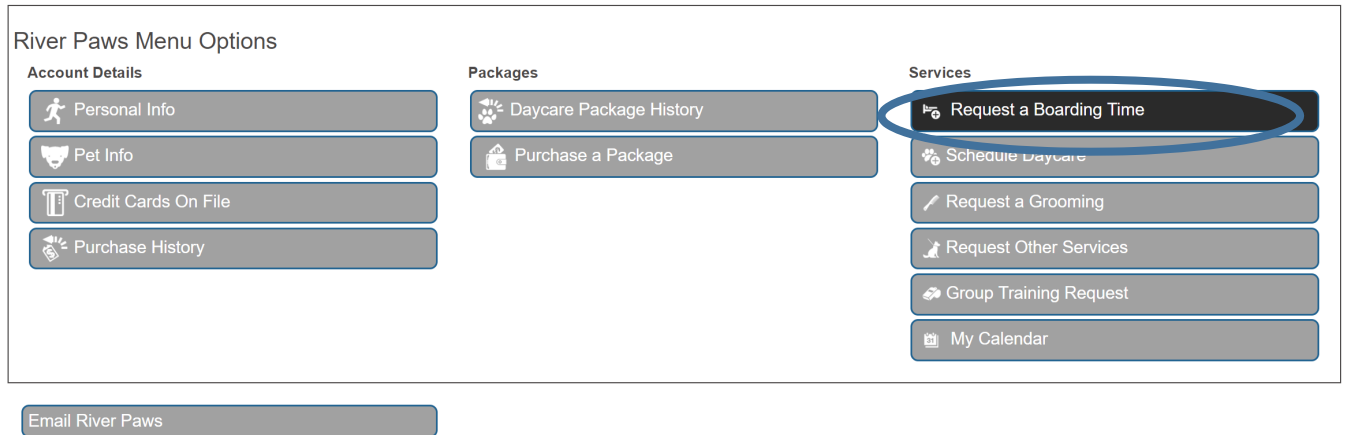 River Paws Menu Options
Account Details
Personal Info
Pet Info
Credit Cards On File
Purchase History
Packages
Daycare Package History
Purchase a Package
Services
Request a Boarding Time
Schedule Daycare
Request a Grooming
Request Other Services
Group Training Request
31 My Calendar
Email River Paws